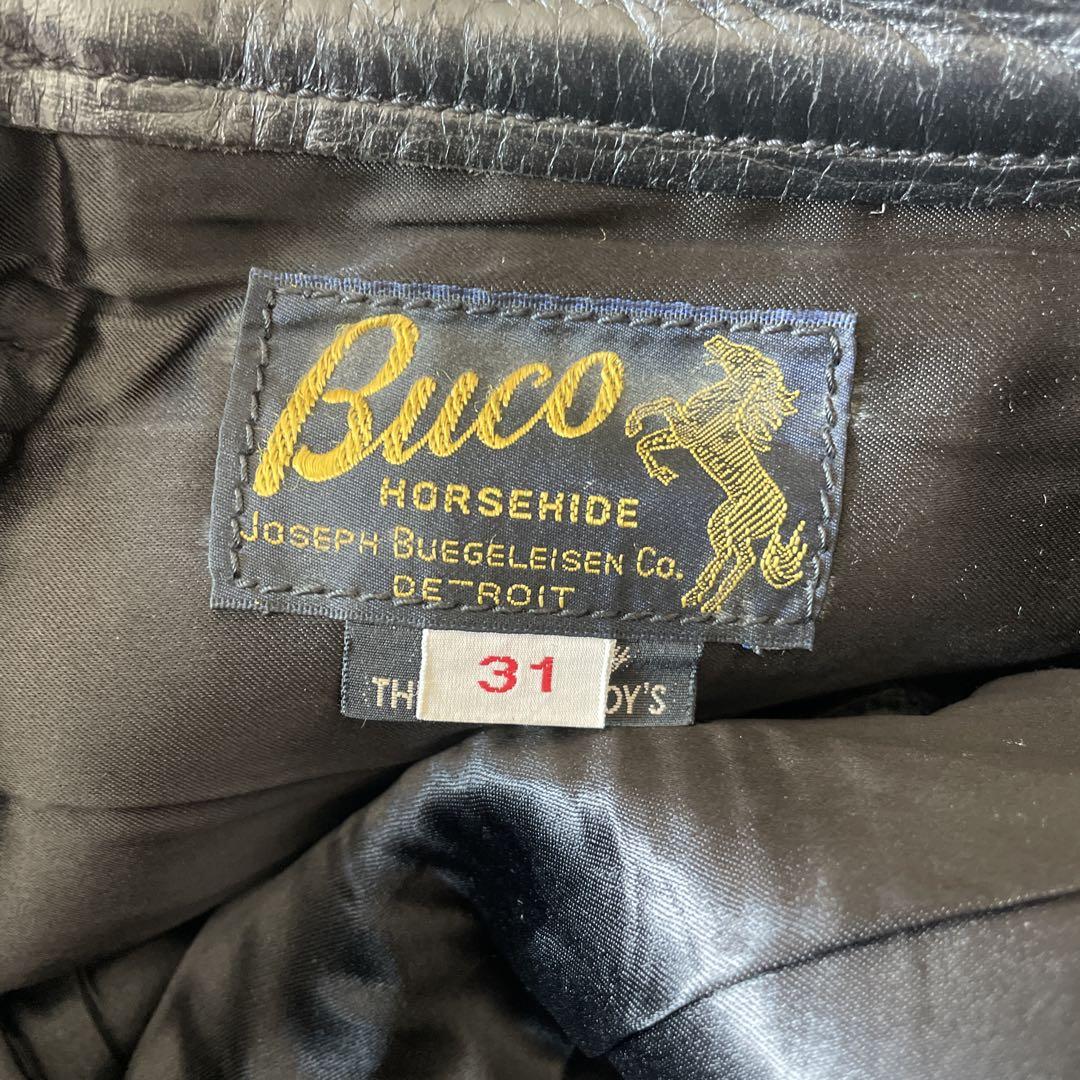 Buco
HORSEHIDE
JOSEPH BUEGELEISEN Co.
DETROIT
31